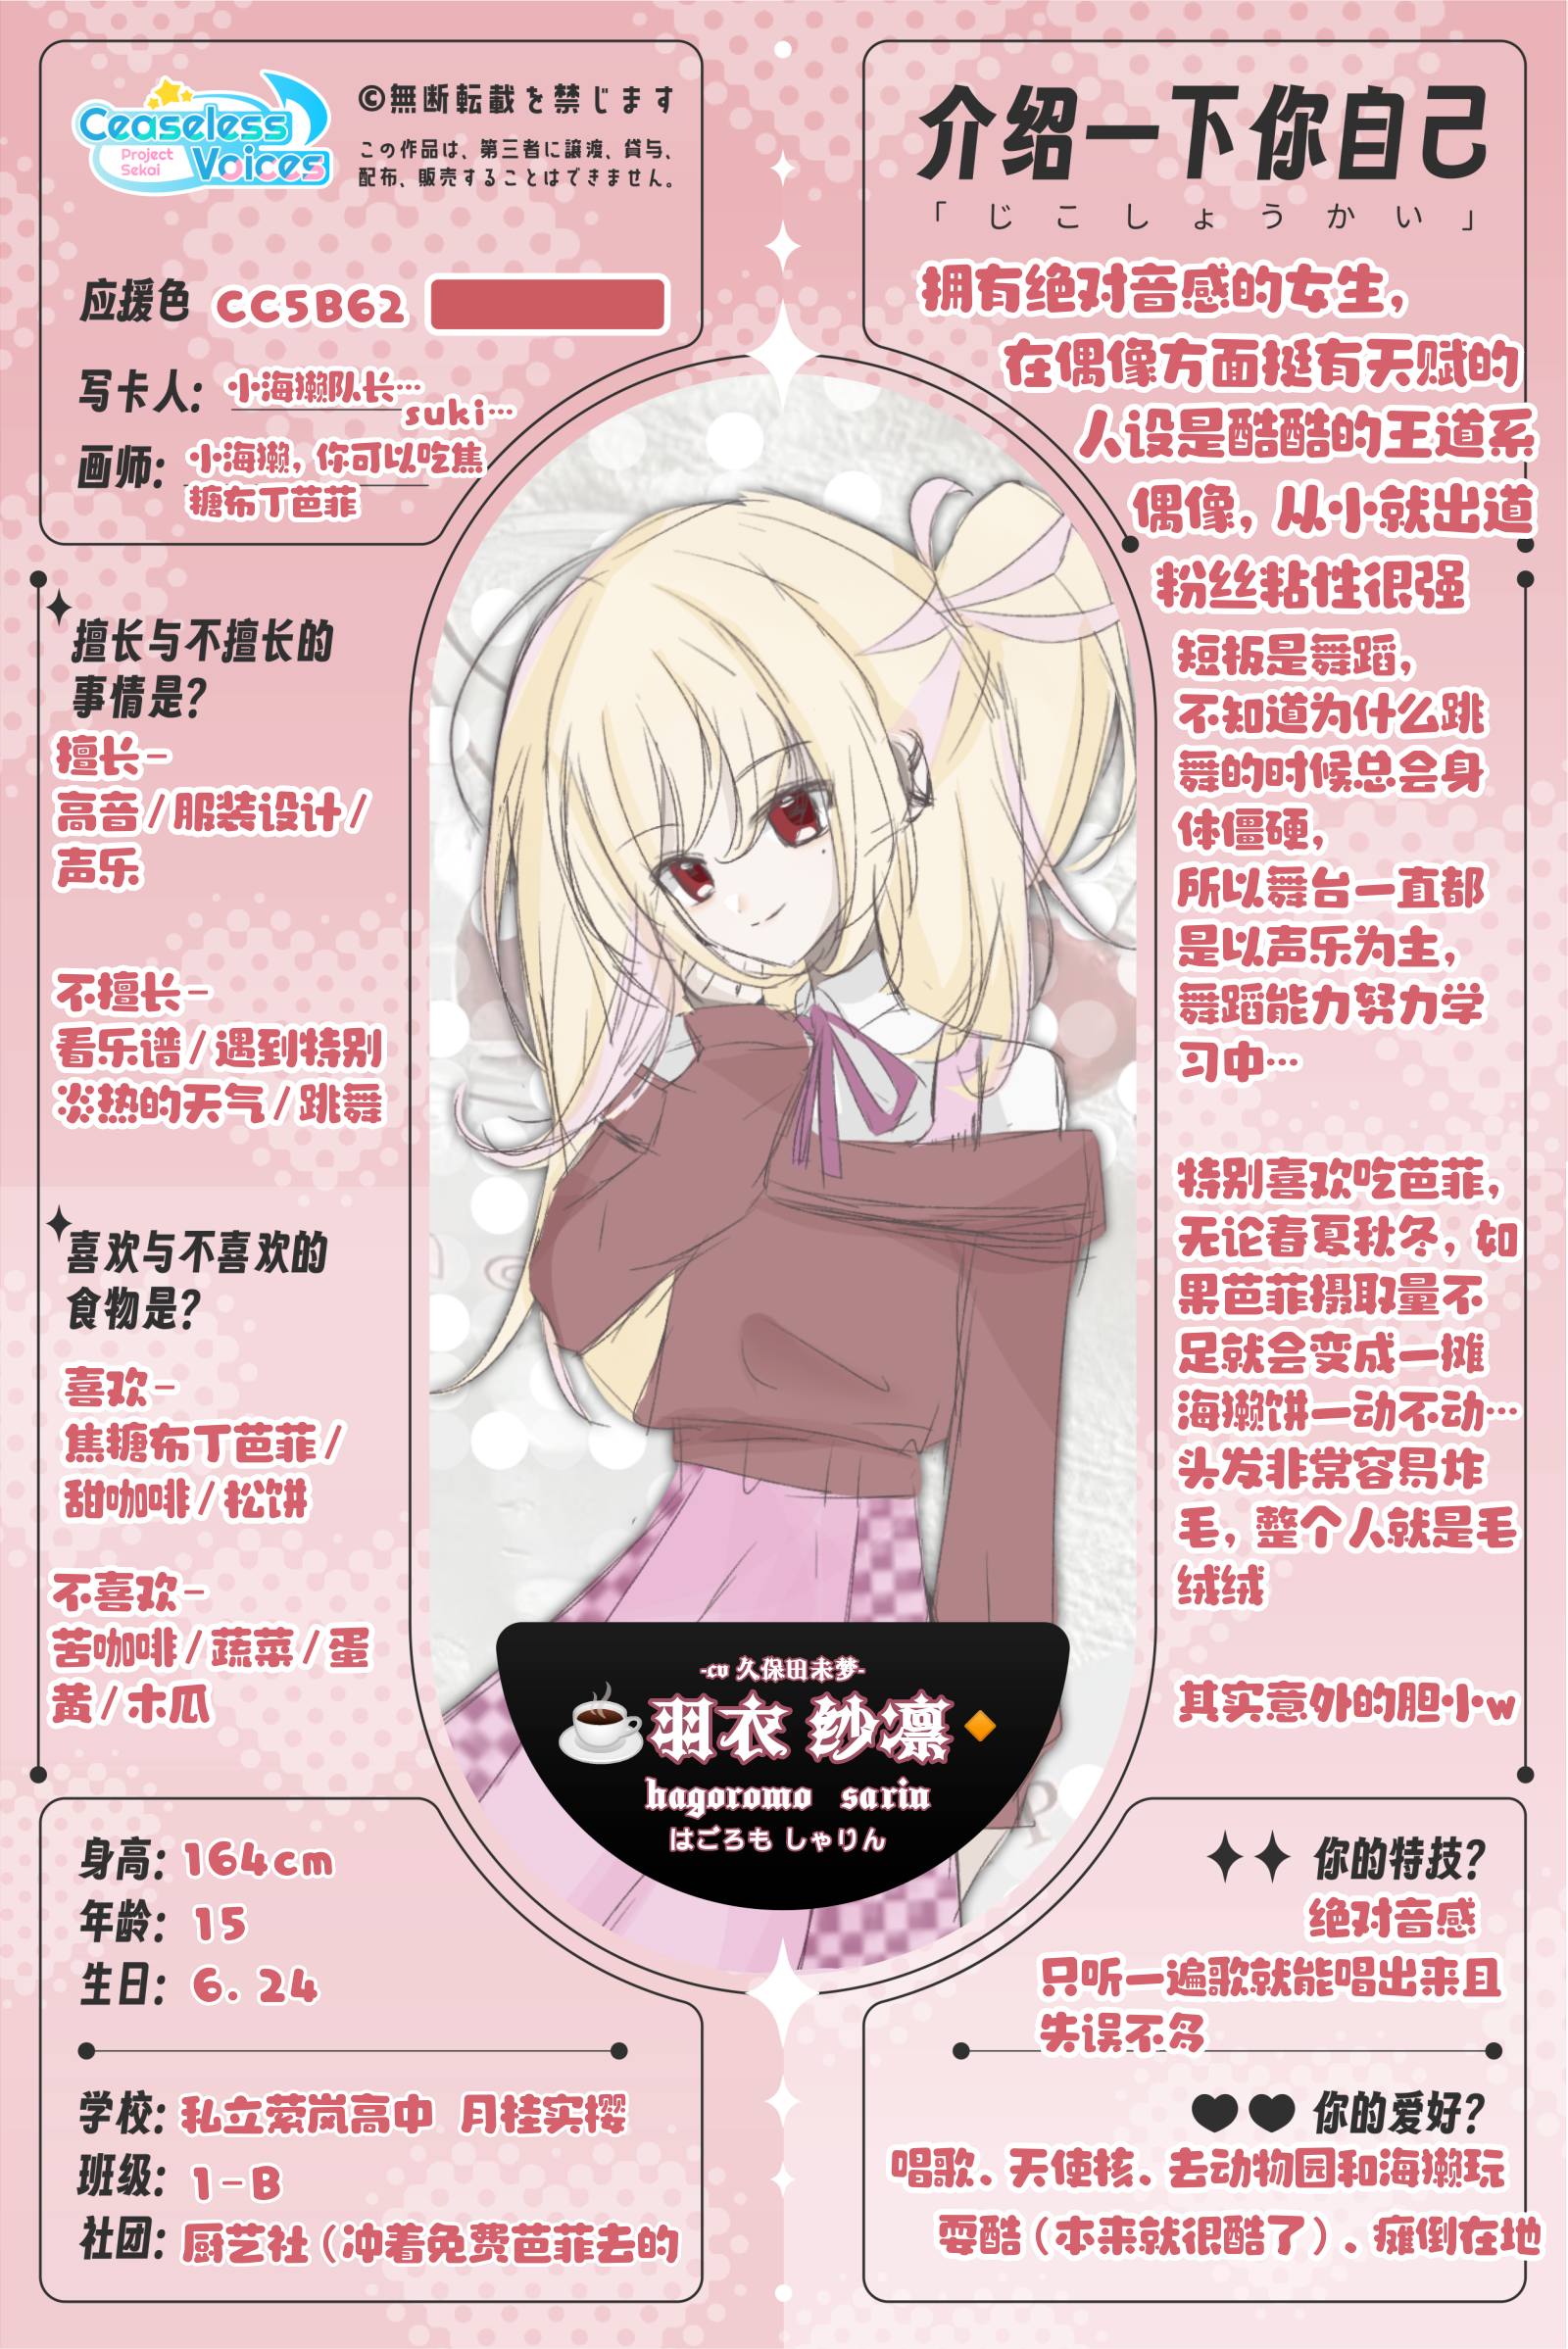 Ceaseless
Voices
Project
Sekai
©無断転載を禁じます
この作品は、第三者に譲渡、貸与、
配布、販売することはできません。
应援色 CC5B62
写卡人: 小海獭队长…
suki…
画师: 小海獭, 你可以吃焦
糖布丁芭菲
介绍一下你自己
「じこしょうかい」
拥有绝对音感的女生,
在偶像方面挺有天赋的
人设是酷酷的王道系
偶像, 从小就出道
粉丝粘性很强
短板是舞蹈,
不知道为什么跳
舞的时候总会身
体僵硬,
所以舞台一直都
是以声乐为主,
舞蹈能力努力学
习中…
特别喜欢吃芭菲,
无论春夏秋冬, 如
果芭菲摄取量不
足就会变成一摊
海獭饼一动不动…
头发非常容易炸
毛, 整个人就是毛
绒绒
其实意外的胆小w
擅长与不擅长的
事情是?
擅长-
高音/服装设计/
声乐
不擅长-
看乐谱/遇到特别
炎热的天气/跳舞
喜欢与不喜欢的
食物是?
喜欢-
焦糖布丁芭菲/
甜咖啡/松饼
不喜欢-
苦咖啡/蔬菜/蛋
黄/木瓜
-cv 久保田未梦-
羽衣 纱凛
hagoromo sarin
はごろも しゃりん
身高: 164cm
年龄: 15
生日: 6. 24
学校: 私立萦岚高中 月桂实樱
班级: 1-B
社团: 厨艺社(冲着免费芭菲去的
你的特技?
绝对音感
只听一遍歌就能唱出来且
失误不多
你的爱好?
唱歌、天使核、去动物园和海獭玩
耍酷(本来就很酷了)、瘫倒在地